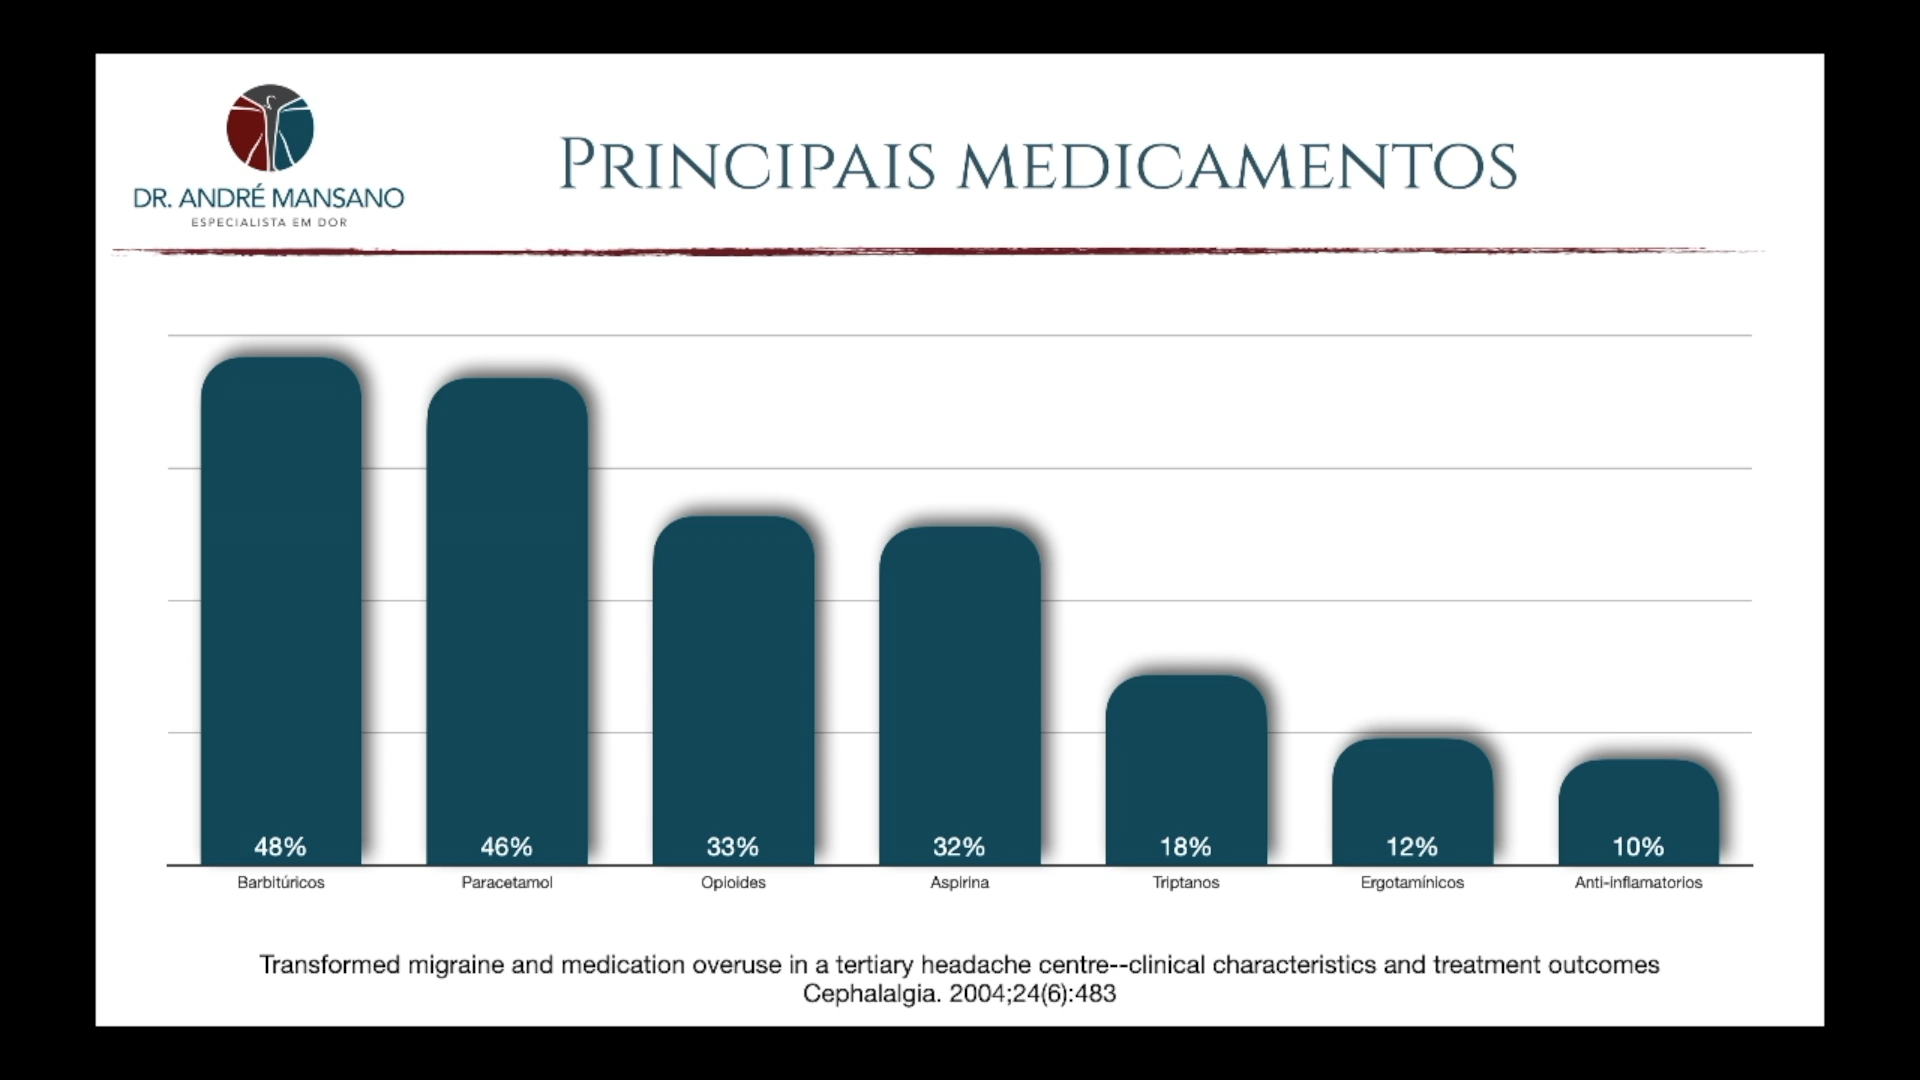 DR. ANDRÉ MANSANO
ESPECIALISTA EM DOR
PRINCIPAIS MEDICAMENTOS
48%
46%
33%
32%
18%
12%
10%
Barbitúricos
Paracetamol
Opioides
Aspirina
Triptanos
Ergotamínicos
Anti-inflamatorios
Transformed migraine and medication overuse in a tertiary headache centre--clinical characteristics and treatment outcomes
Cephalalgia. 2004;24(6):483